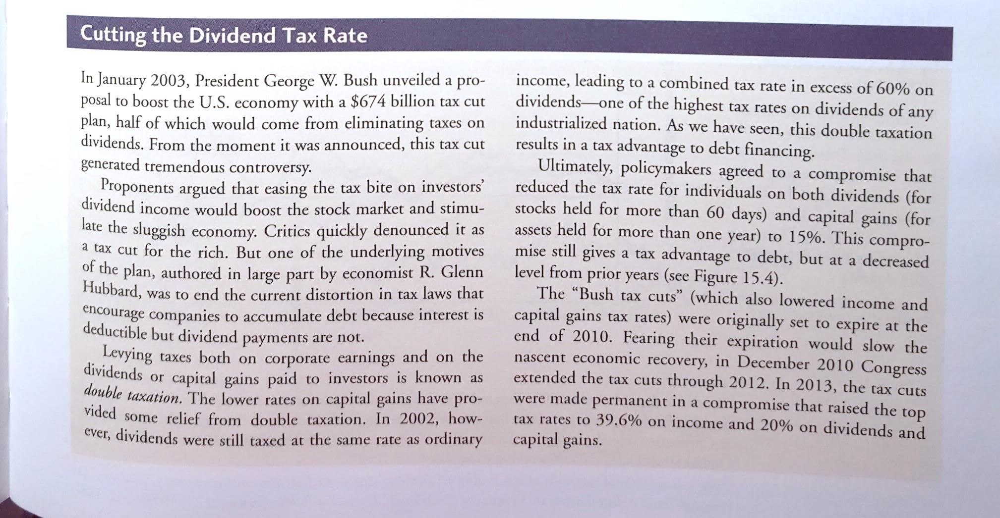 Cutting the Dividend Tax Rate
In January 2003, President George W. Bush unveiled a pro-
posal to boost the U.S. economy with a $674 billion tax cut
plan, half of which would come from eliminating taxes on
dividends. From the moment it was announced, this tax cut
generated tremendous controversy.
Proponents argued that easing the tax bite on investors'
dividend income would boost the stock market and stimu-
late the sluggish economy. Critics quickly denounced it as
a tax cut for the rich. But one of the underlying motives
of the plan, authored in large part by economist R. Glenn
Hubbard, was to end the current distortion in tax laws that
encourage companies to accumulate debt because interest is
deductible but dividend payments are not.
Levying taxes both on corporate earnings and on the
dividends or capital gains paid to investors is known as
double taxation. The lower rates on capital gains have pro-
vided some relief from double taxation. In 2002, how-
ever, dividends were still taxed at the same rate as ordinary
income, leading to a combined tax rate in excess of 60% on
dividends—one of the highest tax rates on dividends of any
industrialized nation. As we have seen, this double taxation
results in a tax advantage to debt financing.
Ultimately, policymakers agreed to a compromise that
reduced the tax rate for individuals on both dividends (for
stocks held for more than 60 days) and capital gains (for
assets held for more than one year) to 15%. This compro-
mise still gives a tax advantage to debt, but at a decreased
level from prior years (see Figure 15.4).
The “Bush tax cuts” (which also lowered income and
capital gains tax rates) were originally set to expire at the
end of 2010. Fearing their expiration would slow the
nascent economic recovery, in December 2010 Congress
extended the tax cuts through 2012. In 2013, the tax cuts
were made permanent in a compromise that raised the top
tax rates to 39.6% on income and 20% on dividends and
capital gains.